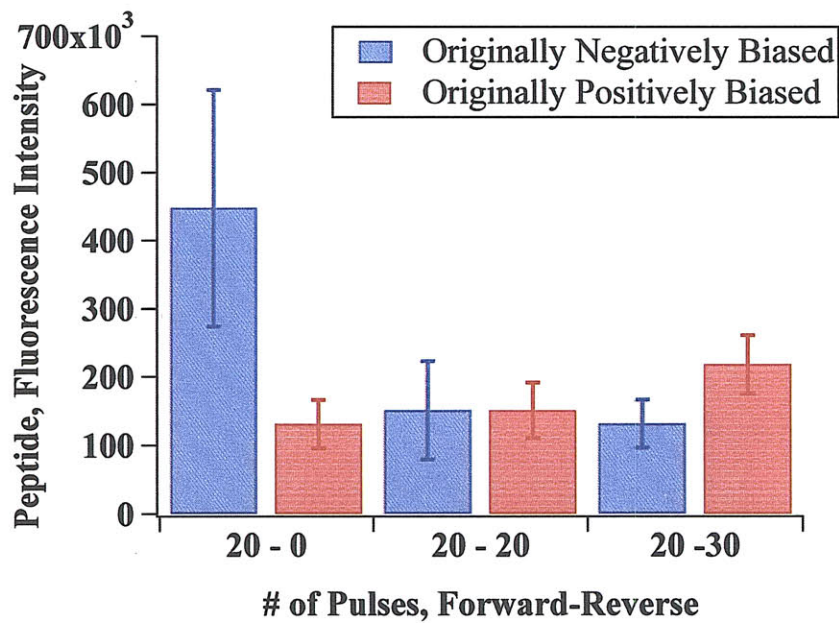 700x10³
600
500
400
300
200
100
0
Peptide, Fluorescence Intensity
Originally Negatively Biased
Originally Positively Biased
20 - 0
20 - 20
20 -30
# of Pulses, Forward-Reverse